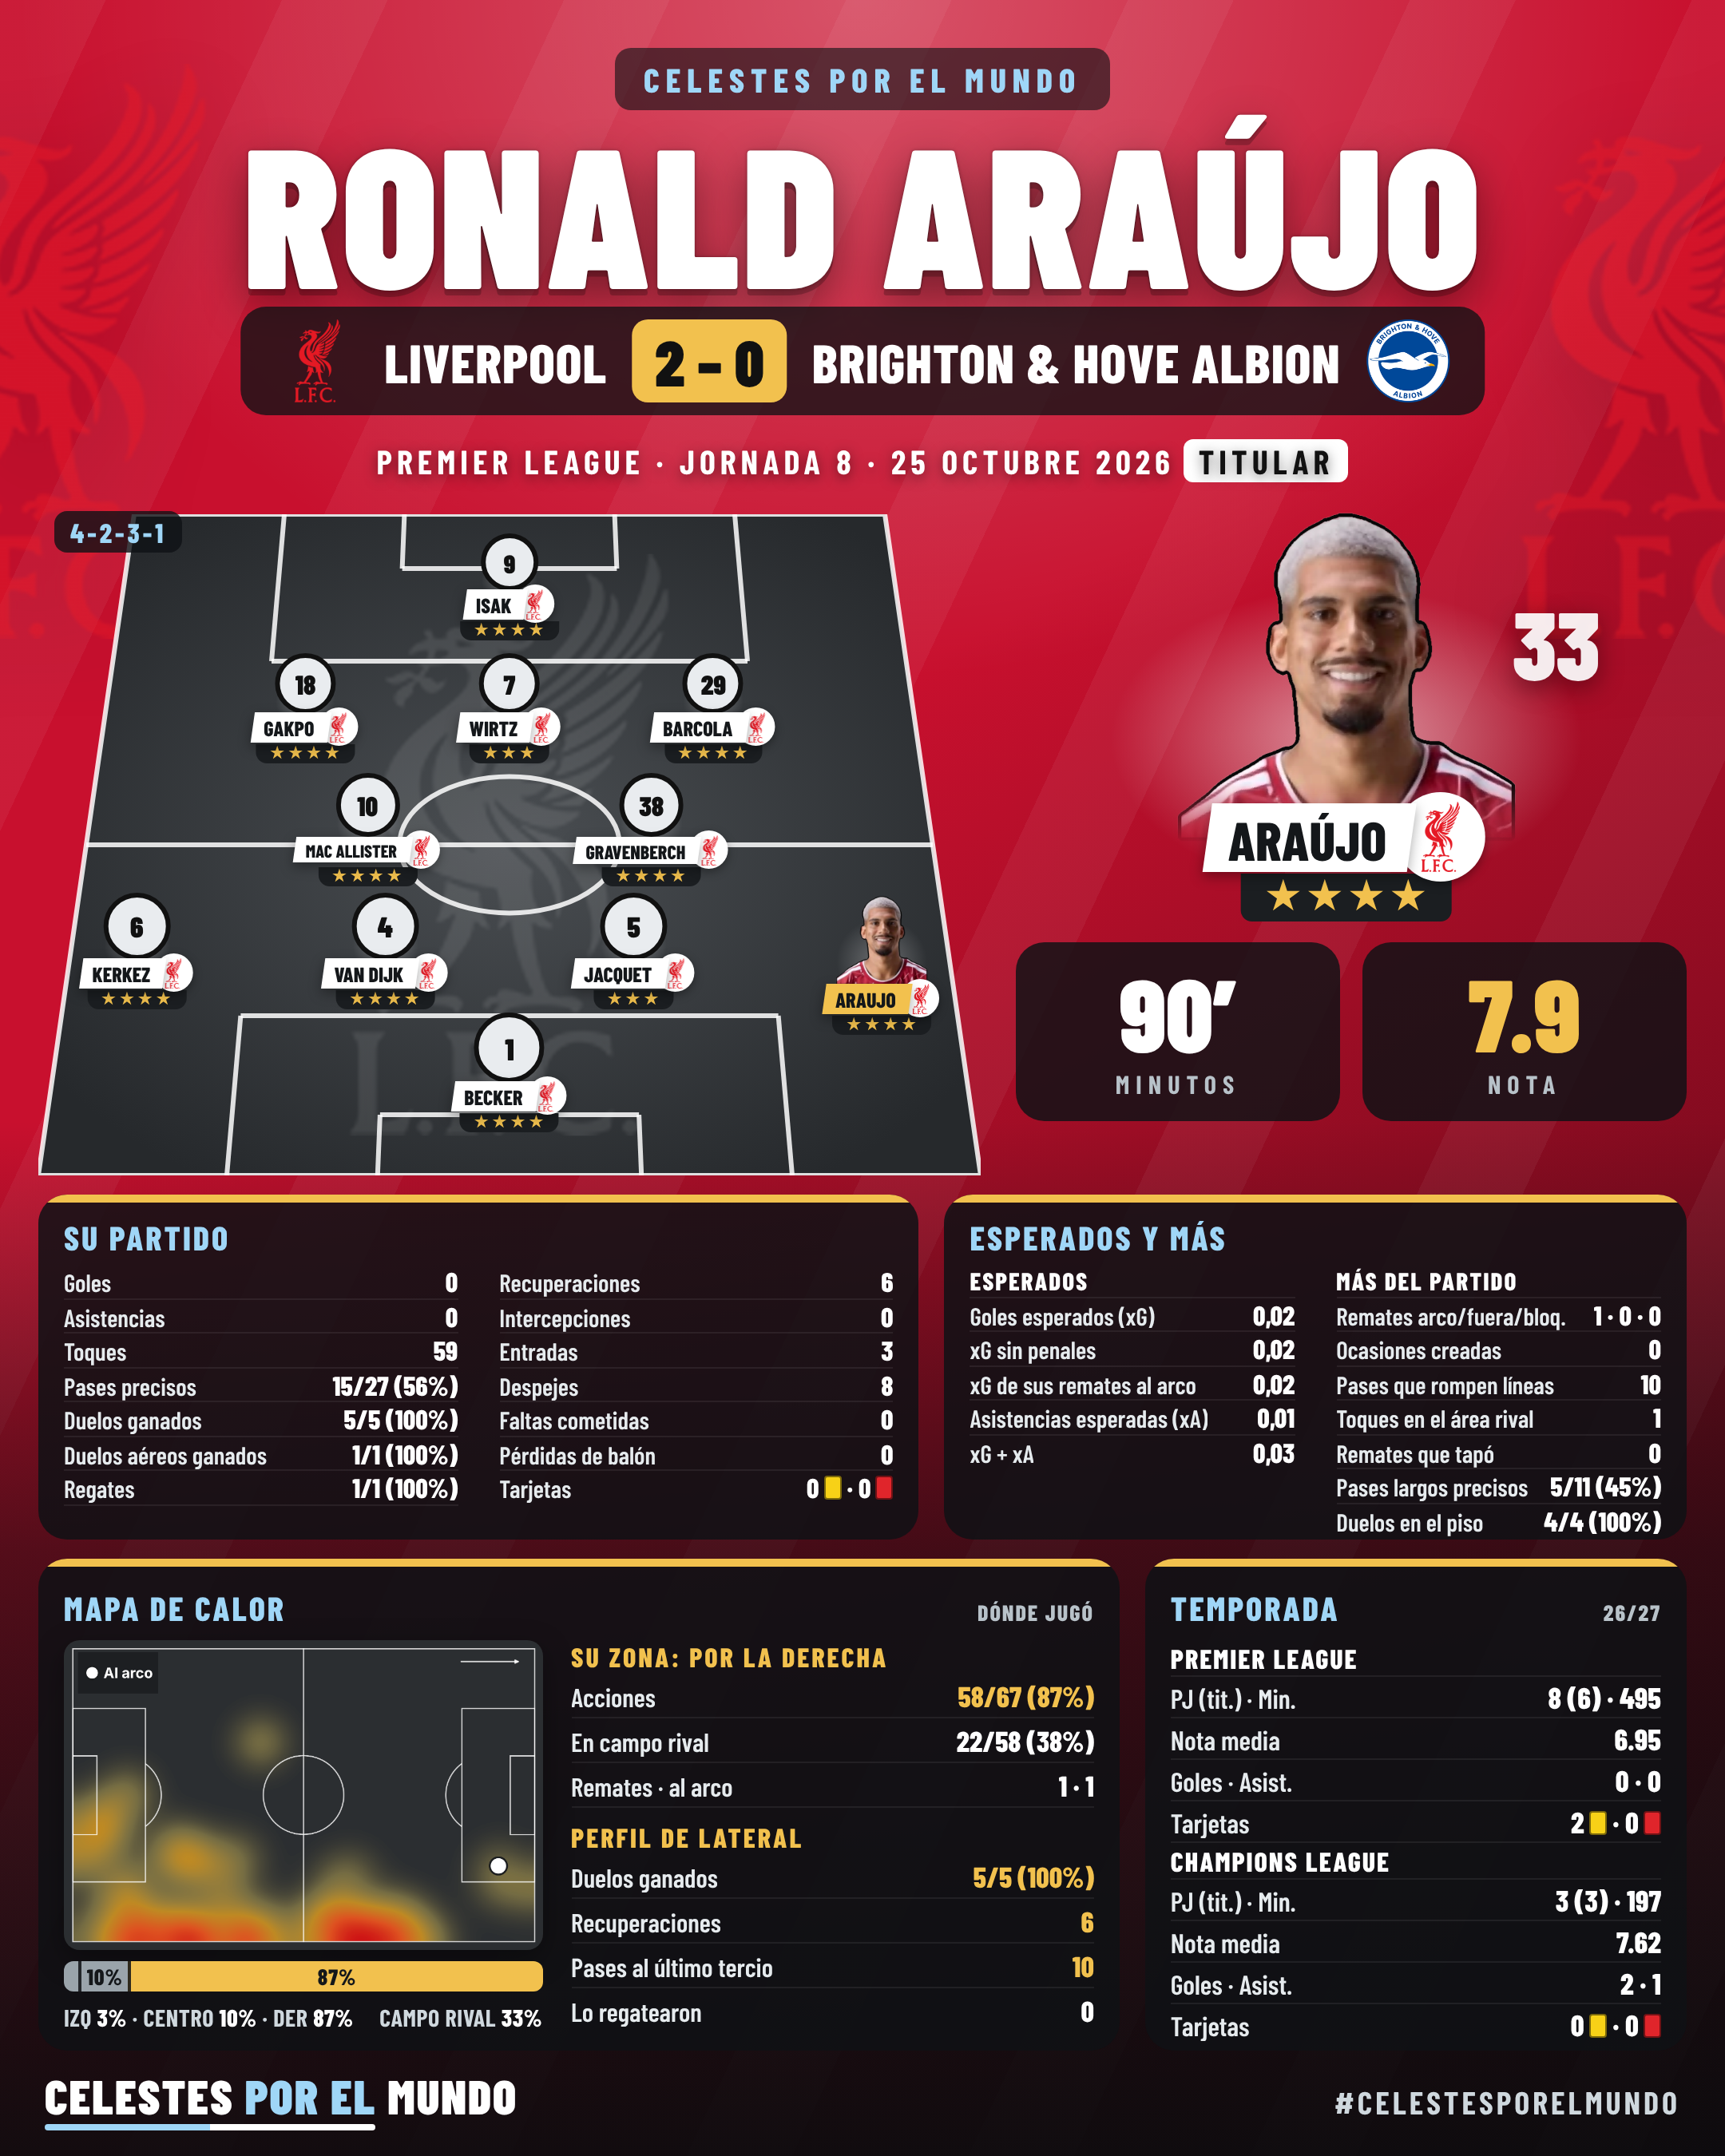 CELESTES POR EL MUNDO
RONALD ARAÚJO
L.F.C.
LIVERPOOL 2 - 0 BRIGHTON & HOVE ALBION
BRIGHTON & HOVE
ALBION
PREMIER LEAGUE · JORNADA 8 · 25 OCTUBRE 2026 TITULAR
4-2-3-1
9
ISAK
★★★★
18
GAKPO
★★★★
7
WIRTZ
★★★
29
BARCOLA
★★★★
10
MAC ALLISTER
★★★★
38
GRAVENBERCH
★★★★
6
KERKEZ
★★★★
4
VAN DIJK
★★★★
5
JACQUET
★★★
ARAUJO
★★★★
1
BECKER
★★★★
L.F.C.
33
ARAÚJO
L.F.C.
★★★★
90′
MINUTOS
7.9
NOTA
SU PARTIDO
Goles 0
Asistencias 0
Toques 59
Pases precisos 15/27 (56%)
Duelos ganados 5/5 (100%)
Duelos aéreos ganados 1/1 (100%)
Regates 1/1 (100%)
Recuperaciones 6
Intercepciones 0
Entradas 3
Despejes 8
Faltas cometidas 0
Pérdidas de balón 0
Tarjetas 0 · 0
ESPERADOS Y MÁS
ESPERADOS
Goles esperados (xG) 0,02
xG sin penales 0,02
xG de sus remates al arco 0,02
Asistencias esperadas (xA) 0,01
xG + xA 0,03
MÁS DEL PARTIDO
Remates arco/fuera/bloq. 1 · 0 · 0
Ocasiones creadas 0
Pases que rompen líneas 10
Toques en el área rival 1
Remates que tapó 0
Pases largos precisos 5/11 (45%)
Duelos en el piso 4/4 (100%)
MAPA DE CALOR
DÓNDE JUGÓ
Al arco
10% 87%
IZQ 3% · CENTRO 10% · DER 87% CAMPO RIVAL 33%
SU ZONA: POR LA DERECHA
Acciones 58/67 (87%)
En campo rival 22/58 (38%)
Remates · al arco 1 · 1
PERFIL DE LATERAL
Duelos ganados 5/5 (100%)
Recuperaciones 6
Pases al último tercio 10
Lo regatearon 0
TEMPORADA 26/27
PREMIER LEAGUE
PJ (tit.) · Min. 8 (6) · 495
Nota media 6.95
Goles · Asist. 0 · 0
Tarjetas 2 · 0
CHAMPIONS LEAGUE
PJ (tit.) · Min. 3 (3) · 197
Nota media 7.62
Goles · Asist. 2 · 1
Tarjetas 0 · 0
CELESTES POR EL MUNDO
#CELESTESPORELMUNDO